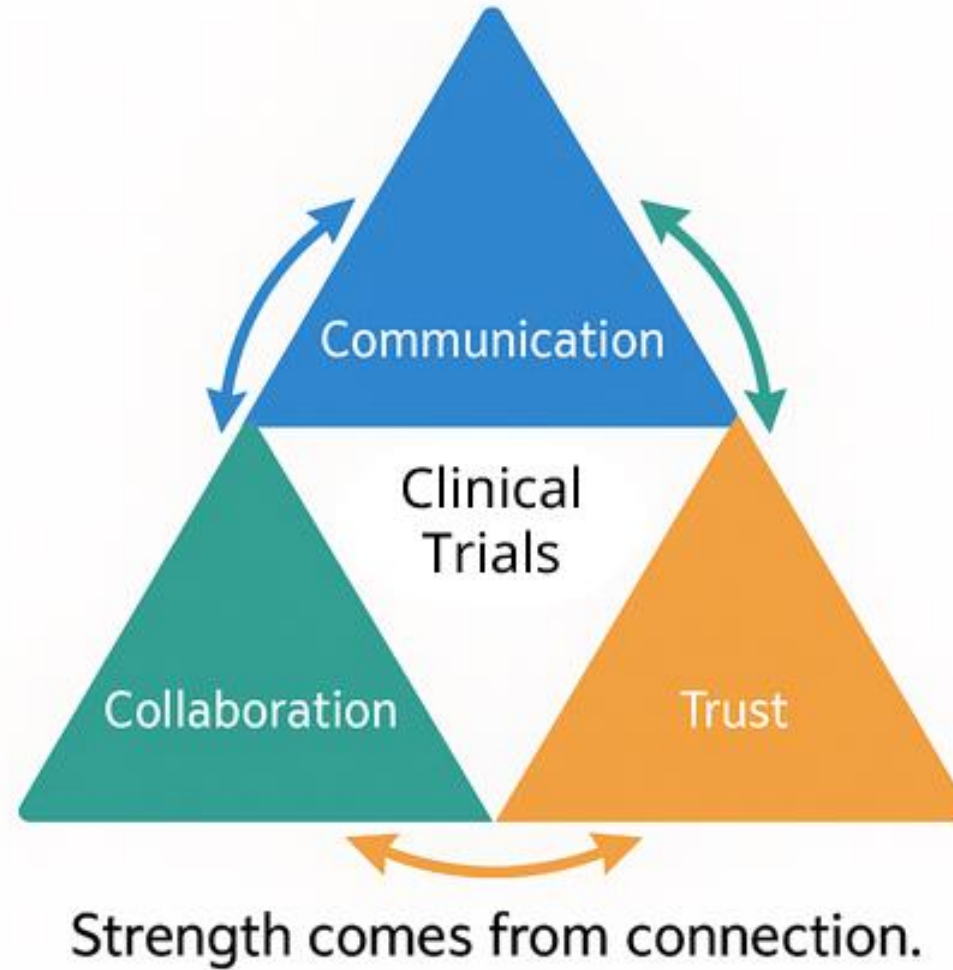 Communication
Clinical
Trials
Collaboration
Trust
Strength comes from connection.